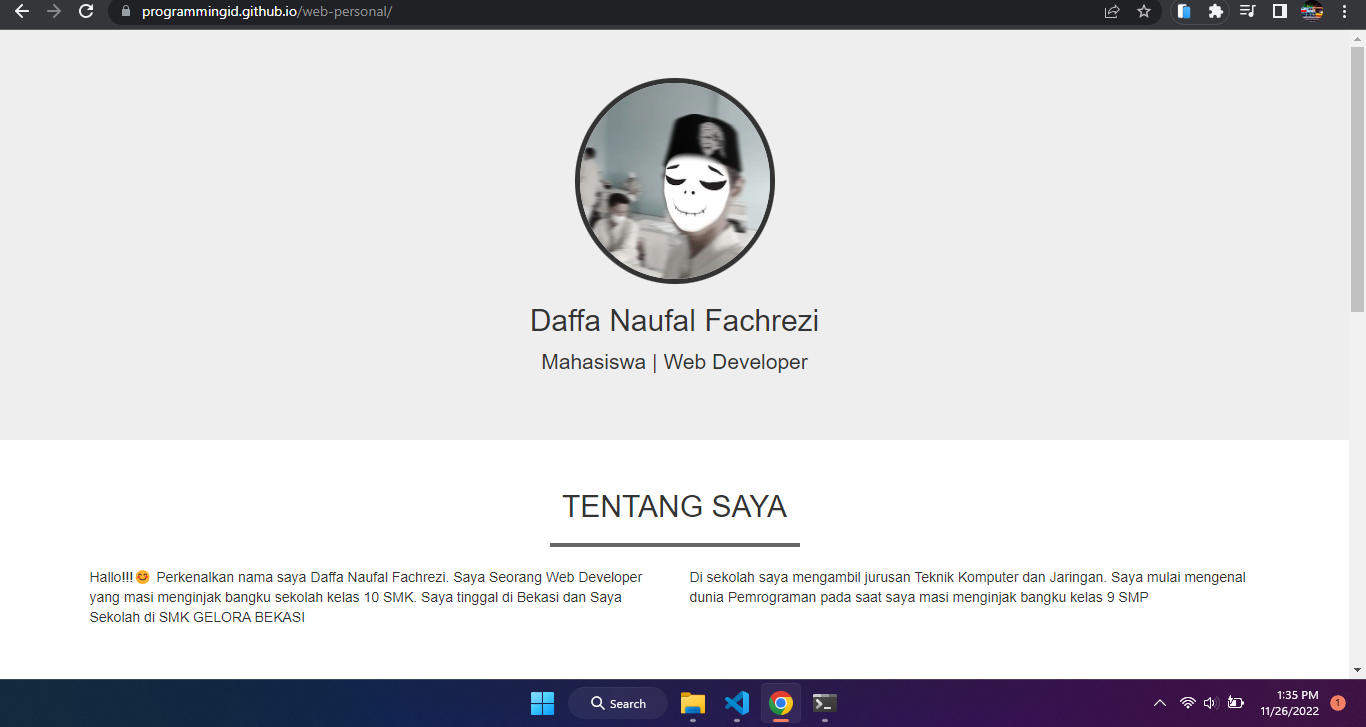 programmingid.github.io/web-personal/
Daffa Naufal Fachrezi
Mahasiswa | Web Developer
TENTANG SAYA
Hallo!!!😊 Perkenalkan nama saya Daffa Naufal Fachrezi. Saya Seorang Web Developer
yang masi menginjak bangku sekolah kelas 10 SMK. Saya tinggal di Bekasi dan Saya
Sekolah di SMK GELORA BEKASI
Di sekolah saya mengambil jurusan Teknik Komputer dan Jaringan. Saya mulai mengenal
dunia Pemrograman pada saat saya masi menginjak bangku kelas 9 SMP
Search
1:35 PM
11/26/2022
1